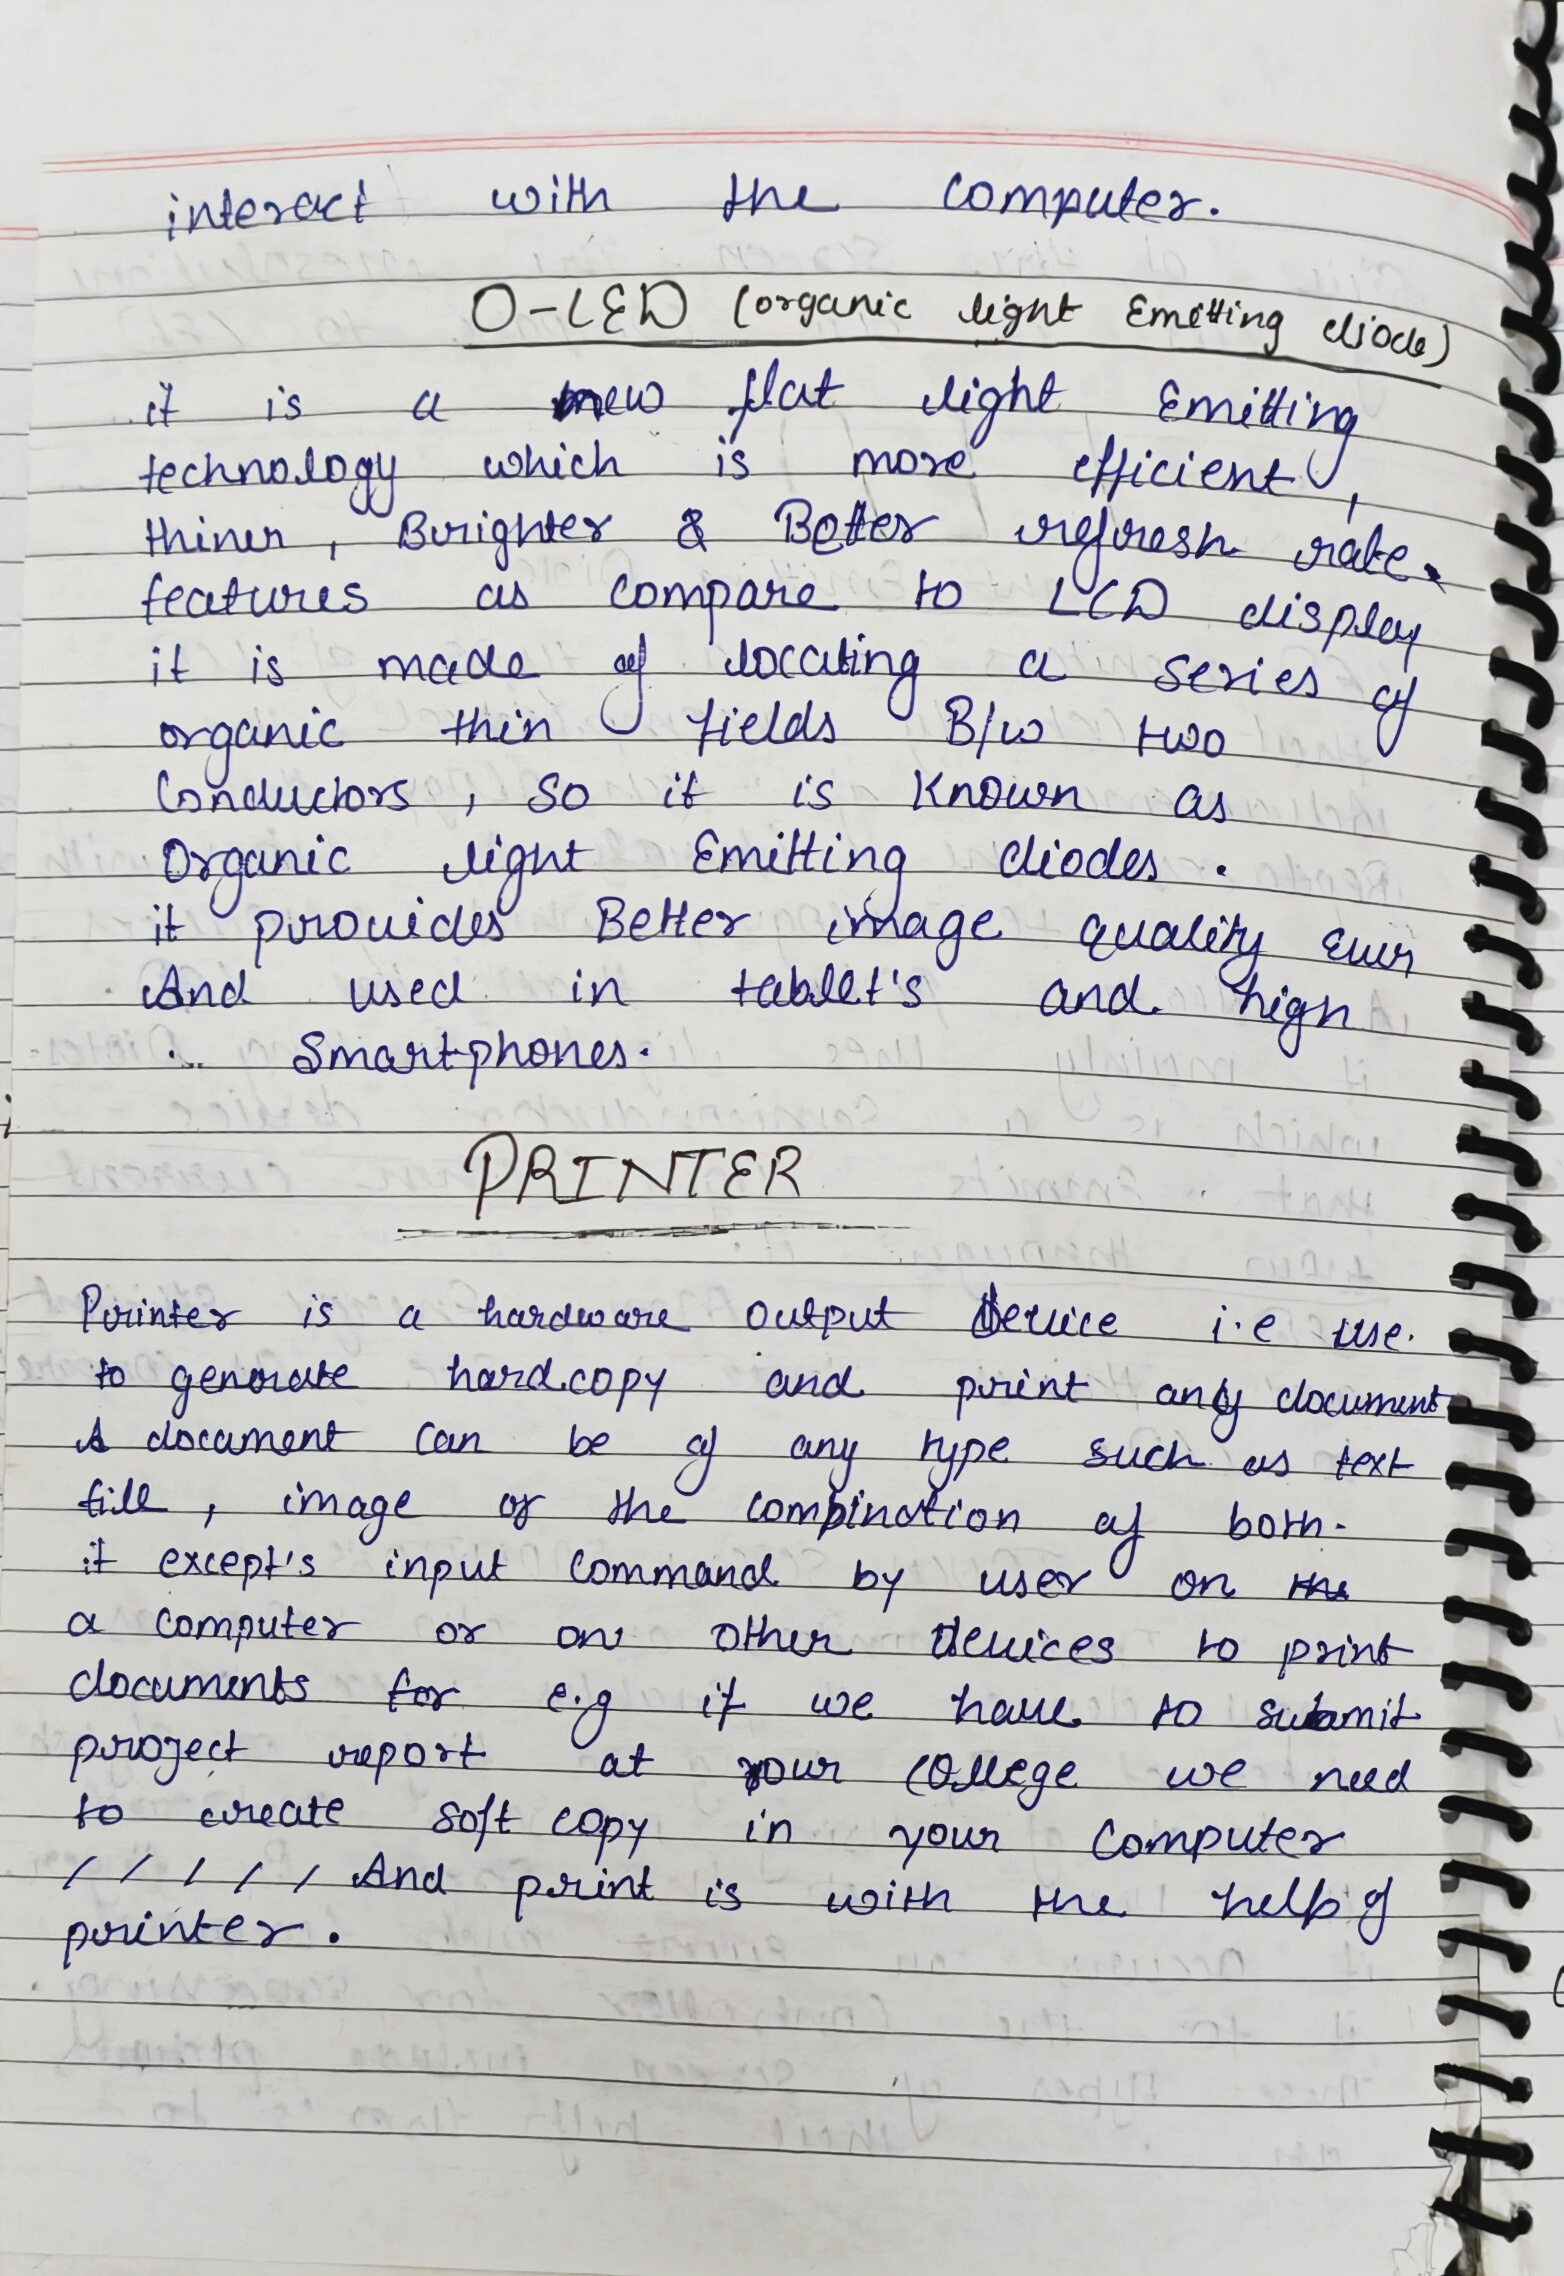 interact with the computer.
O-LED (organic light Emitting diode)
it is a new flat light Emitting
technology which is more efficient,
thiner, Brighter & Better refresh rate.
features as compare to LCD display
it is made of locating a series of
organic thin fields B/w two
Conductors, so it is known as
Organic light Emitting diodes.
it provides Better image quality ever
And used in tablet's and high
Smartphones.
PRINTER
Printer is a hardware output device i.e use.
to generate hardcopy and print any document
A document can be of any type such as text
file, image or the combination of both.
it except's input Command by user on the
a computer or on other devices to print
documents for e.g if we have to submit
project report at your College we need
to create soft copy in your Computer
/ / / / / And print is with the help of
printer.